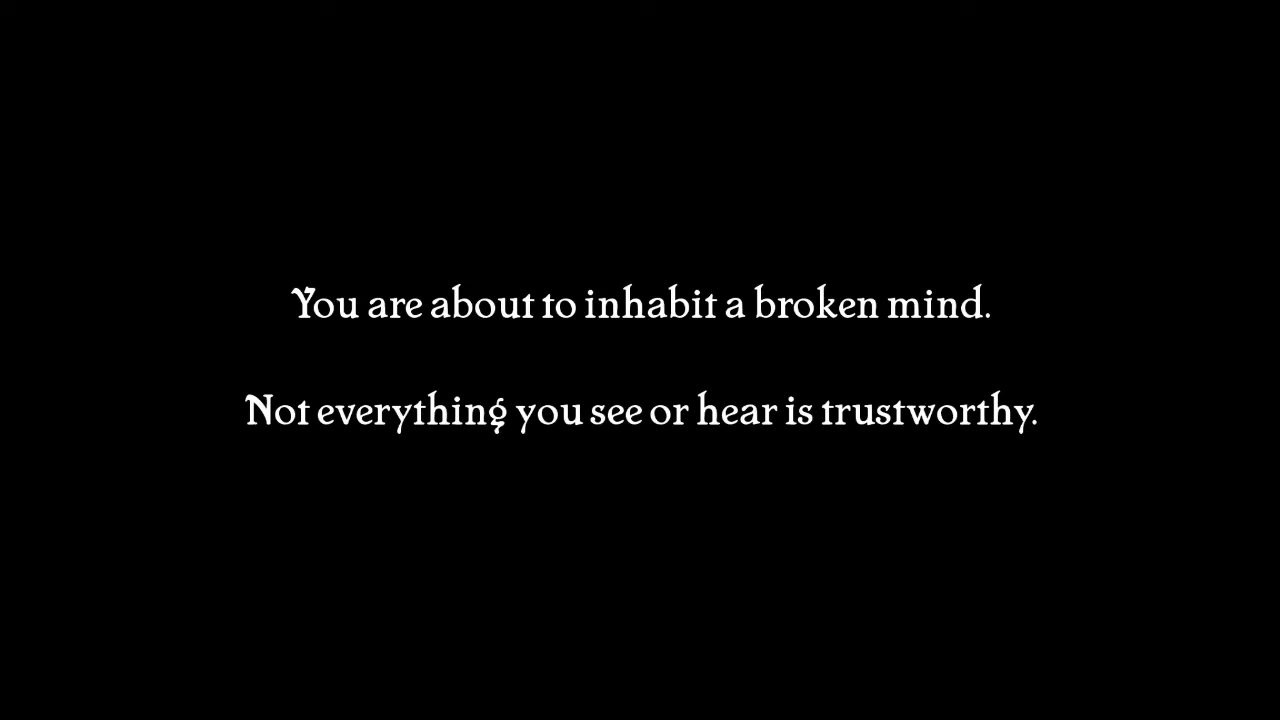 You are about to inhabit a broken mind.
Not everything you see or hear is trustworthy.